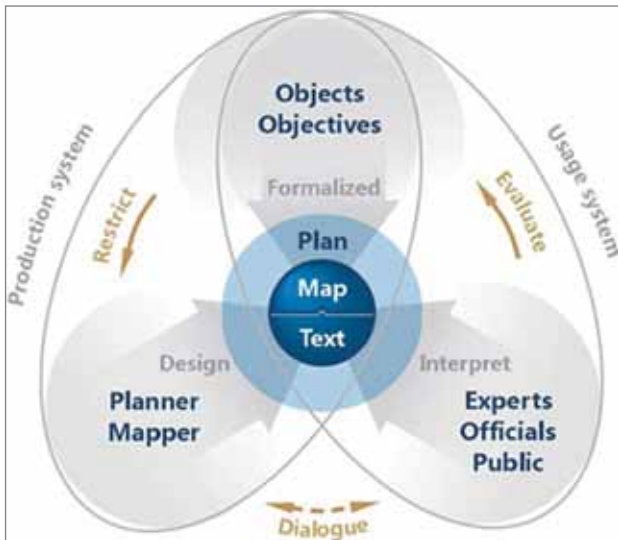 Objects
Objectives
Production system
Usage system
Formalized
Restrict
Evaluate
Plan
Map
Text
Design
Interpret
Planner
Mapper
Experts
Officials
Public
Dialogue